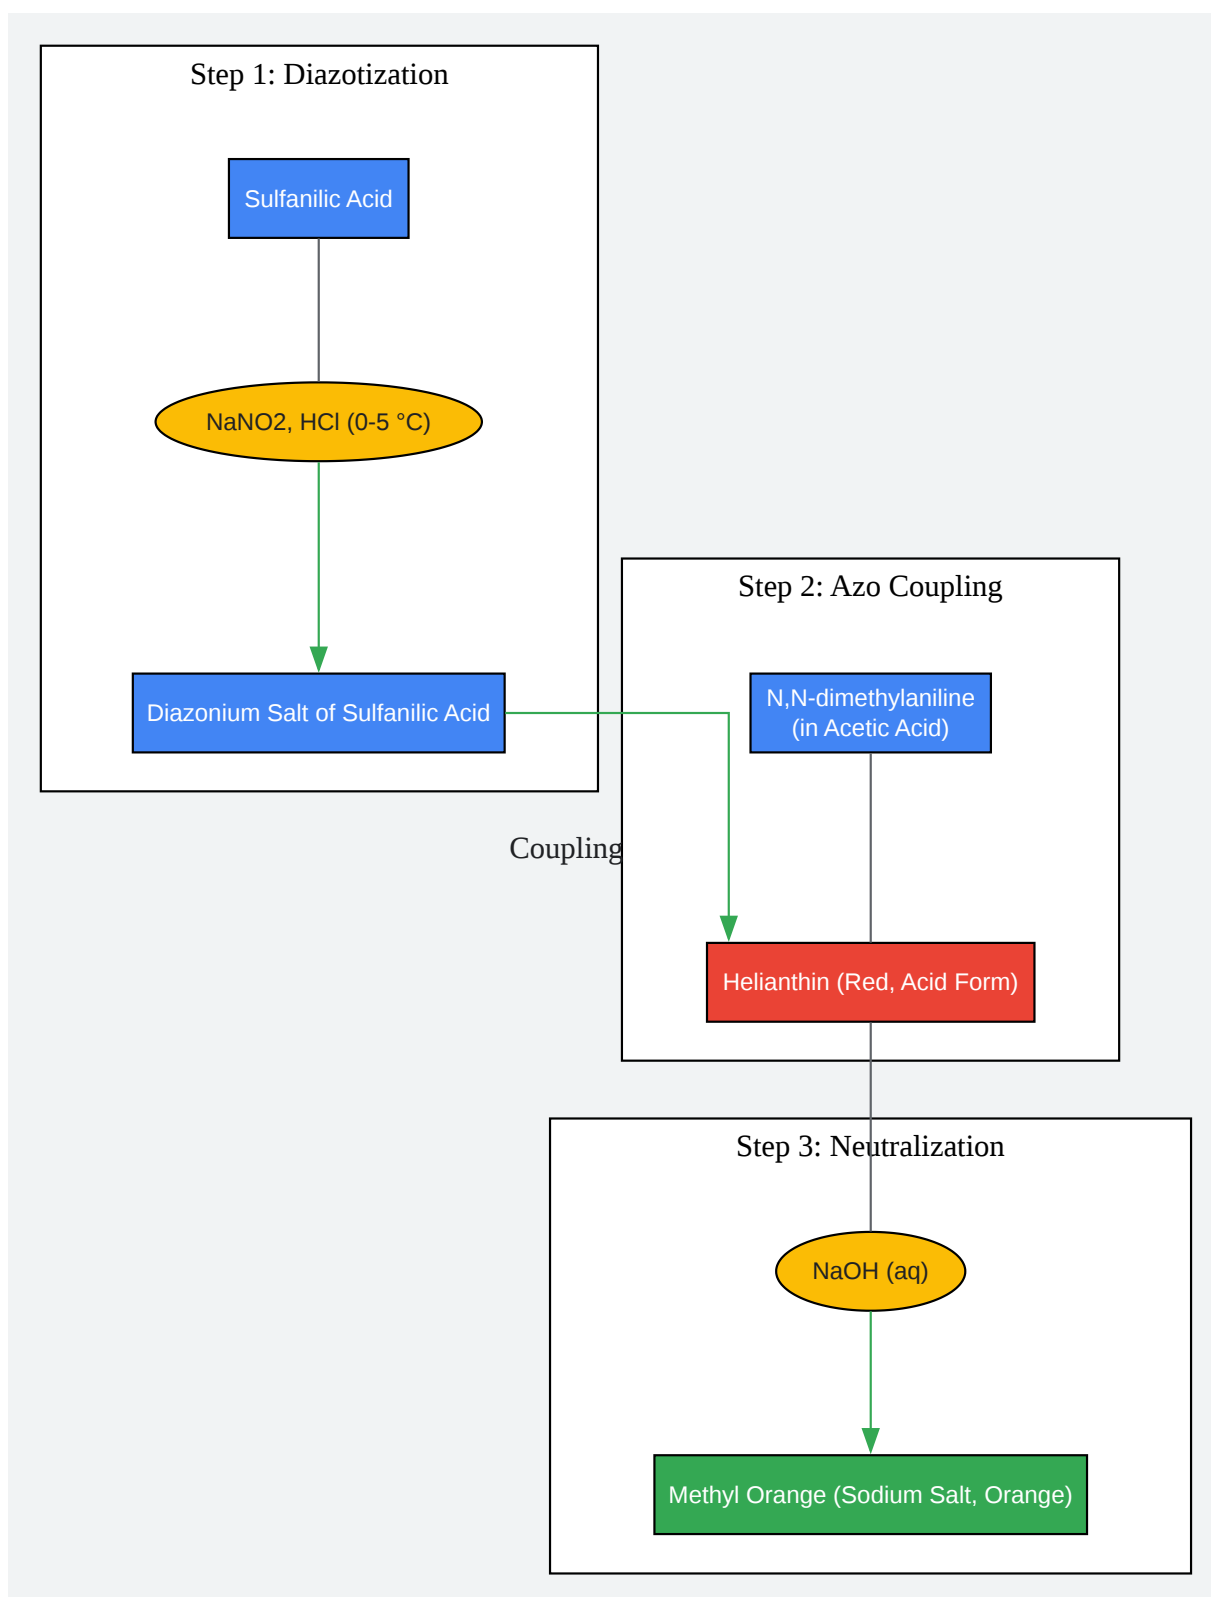 Step 1: Diazotization
Sulfanilic Acid
NaNO2, HCl (0-5 °C)
Diazonium Salt of Sulfanilic Acid
Step 2: Azo Coupling
N,N-dimethylaniline
(in Acetic Acid)
Coupling
Helianthin (Red, Acid Form)
Step 3: Neutralization
NaOH (aq)
Methyl Orange (Sodium Salt, Orange)